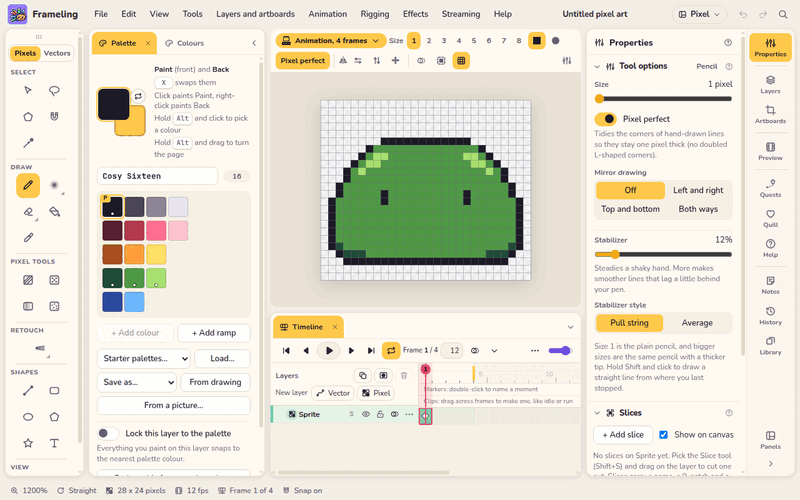 Frameling
File Edit View Tools Layers and artboards Animation Rigging Effects Streaming Help
Untitled pixel art
Pixel
Pixels Vectors
SELECT
DRAW
PIXEL TOOLS
RETOUCH
SHAPES
VIEW
Palette
Colours
Paint (front) and Back
X swaps them
Click paints Paint, right-
click paints Back
Hold Alt and click to pick
a colour
Hold Alt and drag to turn
the page
Cosy Sixteen 16
P
+ Add colour
+ Add ramp
Starter palettes...
Load...
Save as...
From drawing
From a picture...
Lock this layer to the palette
Everything you paint on this layer snaps to
the nearest palette colour.
Animation, 4 frames Size 1 2 3 4 5 6 7 8
Pixel perfect
Timeline
Frame 1 / 4 12
Layers
1 5 10
New layer Vector Pixel
Markers: double-click to name a moment
Clips: drag across frames to make one, like idle or run
Sprite S
Properties
Tool options Pencil
Size 1 pixel
Pixel perfect
Tidies the corners of hand-drawn lines
so they stay one pixel thick (no doubled
L-shaped corners).
Mirror drawing
Off Left and right
Top and bottom Both ways
Stabilizer 12%
Steadies a shaky hand. More makes
smoother lines that lag a little behind
your pen.
Stabilizer style
Pull string Average
Size 1 is the plain pencil, and bigger
sizes are the same pencil with a thicker
tip. Hold Shift and click to draw a
straight line from where you last
stopped.
Slices
+ Add slice
Show on canvas
No slices on Sprite yet. Pick the Slice tool
(Shift+S) and drag on the layer to cut one
Properties
Layers
Artboards
Preview
Quests
Quill
Help
Notes
History
Library
Panels
1200% Straight 28 x 24 pixels 12 fps Frame 1 of 4 Snap on